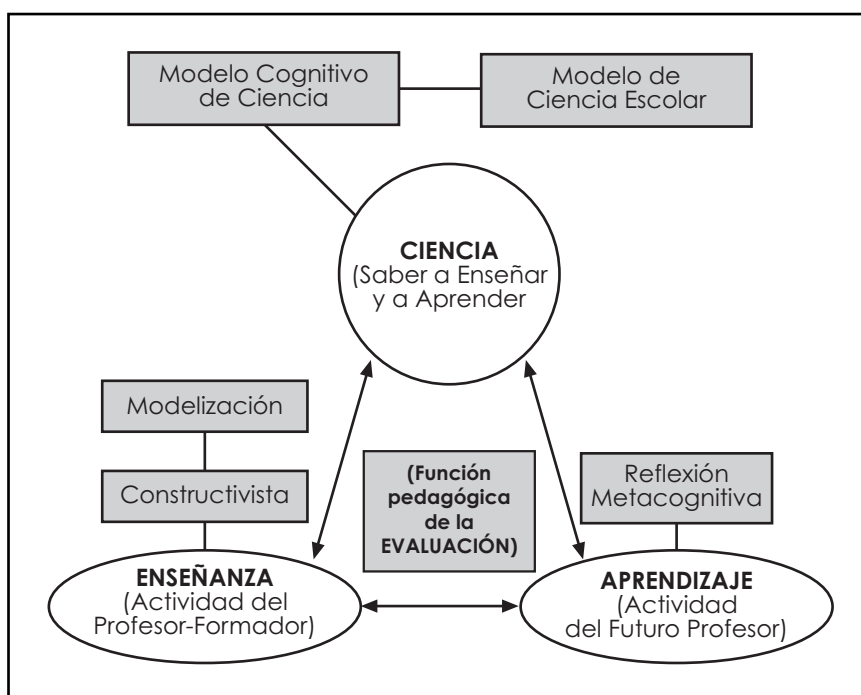 Modelo Cognitivo
de Ciencia
Modelo de
Ciencia Escolar
CIENCIA
(Saber a Enseñar
y a Aprender
Modelización
Constructivista
(Función
pedagógica
de la
EVALUACIÓN)
Reflexión
Metacognitiva
ENSEÑANZA
(Actividad del
Profesor-Formador)
APRENDIZAJE
(Actividad
del Futuro Profesor)